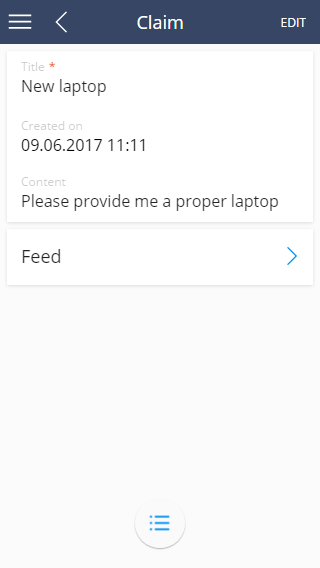 Claim
EDIT
Title *
New laptop
Created on
09.06.2017 11:11
Content
Please provide me a proper laptop
Feed